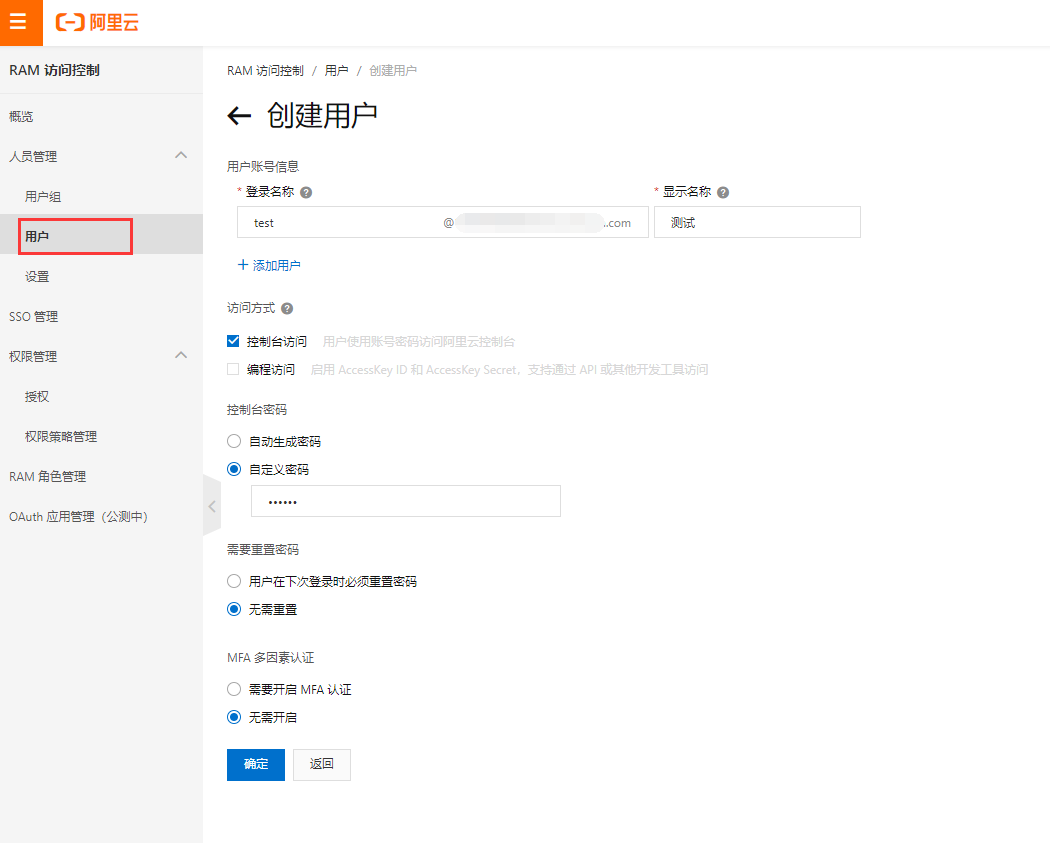 阿里云
RAM 访问控制
概览
人员管理
用户组
用户
设置
SSO 管理
权限管理
授权
权限策略管理
RAM 角色管理
OAuth 应用管理（公测中）
RAM 访问控制 / 用户 / 创建用户
← 创建用户
用户账号信息
* 登录名称 ? * 显示名称 ?
test @ .com 测试
+ 添加用户
访问方式 ?
控制台访问 用户使用账号密码访问阿里云控制台
编程访问 启用 AccessKey ID 和 AccessKey Secret，支持通过 API 或其他开发工具访问
控制台密码
自动生成密码
自定义密码
••••••
需要重置密码
用户在下次登录时必须重置密码
无需重置
MFA 多因素认证
需要开启 MFA 认证
无需开启
确定 返回